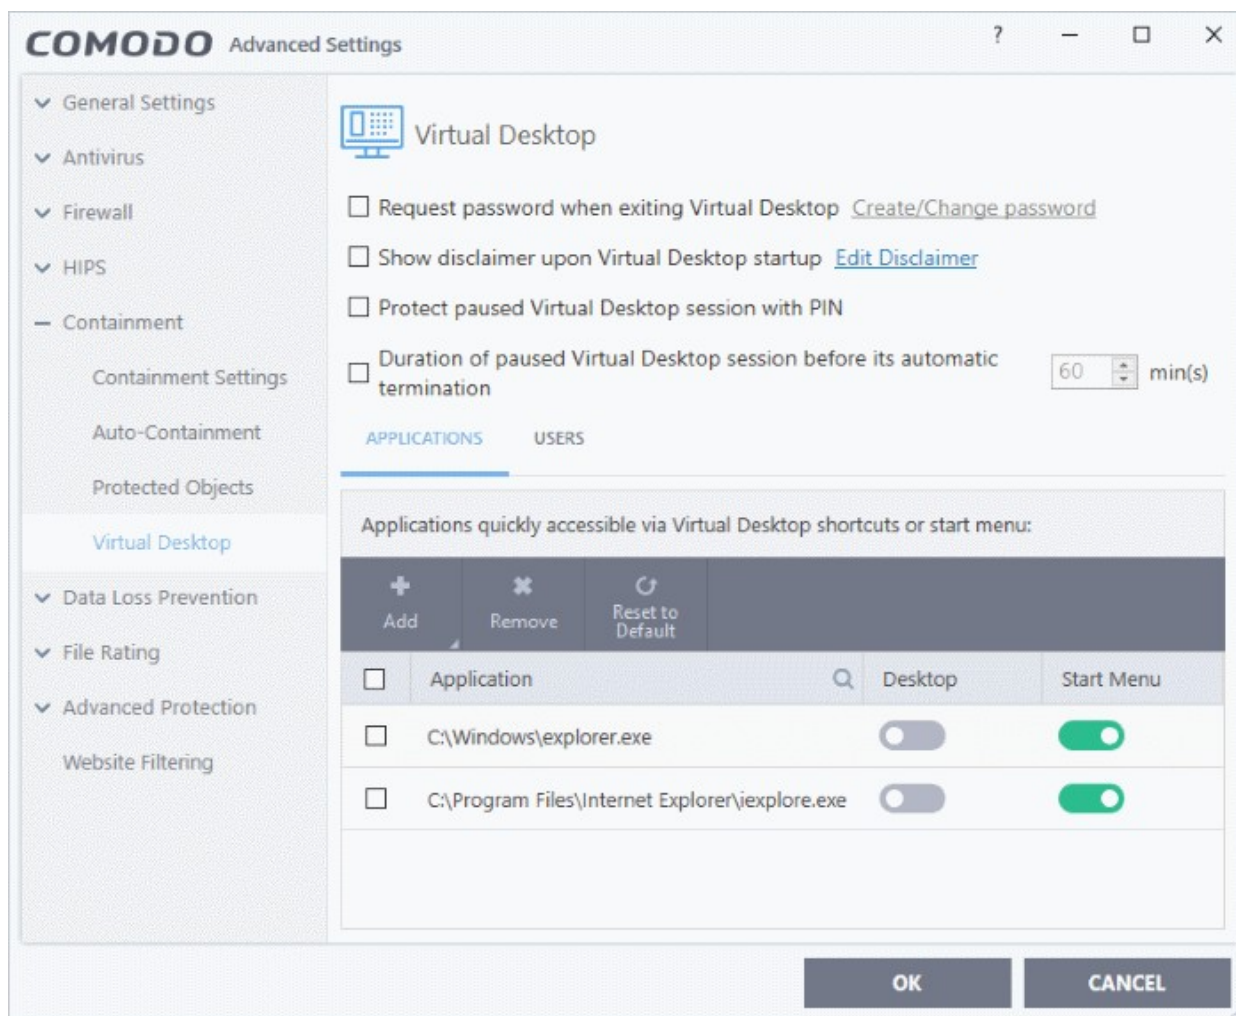 COMODO Advanced Settings ?
General Settings
Antivirus
Firewall
HIPS
Containment
Containment Settings
Auto-Containment
Protected Objects
Virtual Desktop
Data Loss Prevention
File Rating
Advanced Protection
Website Filtering
Virtual Desktop
Request password when exiting Virtual Desktop Create/Change password
Show disclaimer upon Virtual Desktop startup Edit Disclaimer
Protect paused Virtual Desktop session with PIN
Duration of paused Virtual Desktop session before its automatic
termination
60 min(s)
APPLICATIONS USERS
Applications quickly accessible via Virtual Desktop shortcuts or start menu:
Add Remove Reset to
Default
Application Desktop Start Menu
C:\Windows\explorer.exe
C:\Program Files\Internet Explorer\iexplore.exe
OK CANCEL